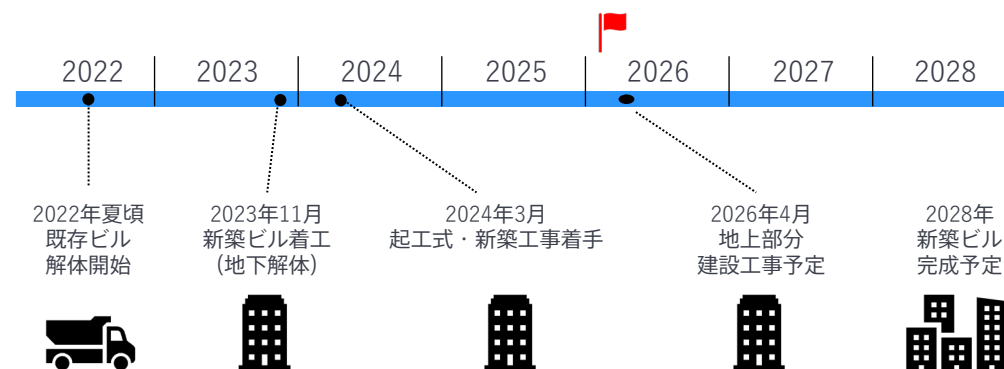 2022
2023
2024
2025
2026
2027
2028
2022年夏頃
既存ビル
解体開始
2023年11月
新築ビル着工
(地下解体)
2024年3月
起工式・新築工事着手
2026年4月
地上部分
建設工事予定
2028年
新築ビル
完成予定